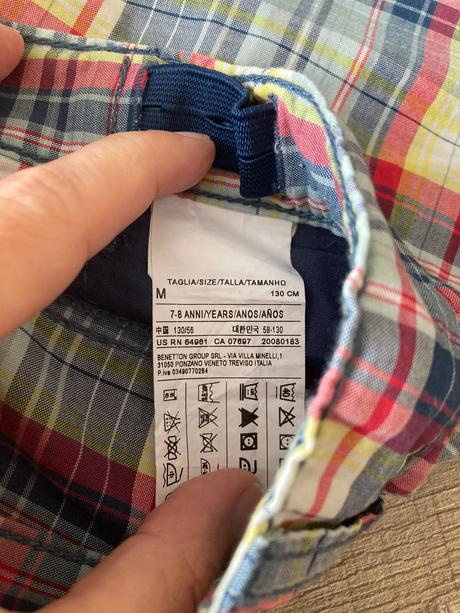 TAGLIA/SIZE/TALLA/TAMANHO
M 130 CM
7-8 ANNI/YEARS/ANOS/AÑOS
中国 130/56 대한민국 58-130
US RN 64961 CA 07697 20080183
BENETTON GROUP SRL - VIA VILLA MINELLI,1
31050 PONZANO VENETO TREVISO ITALIA
P.iva 03490770264